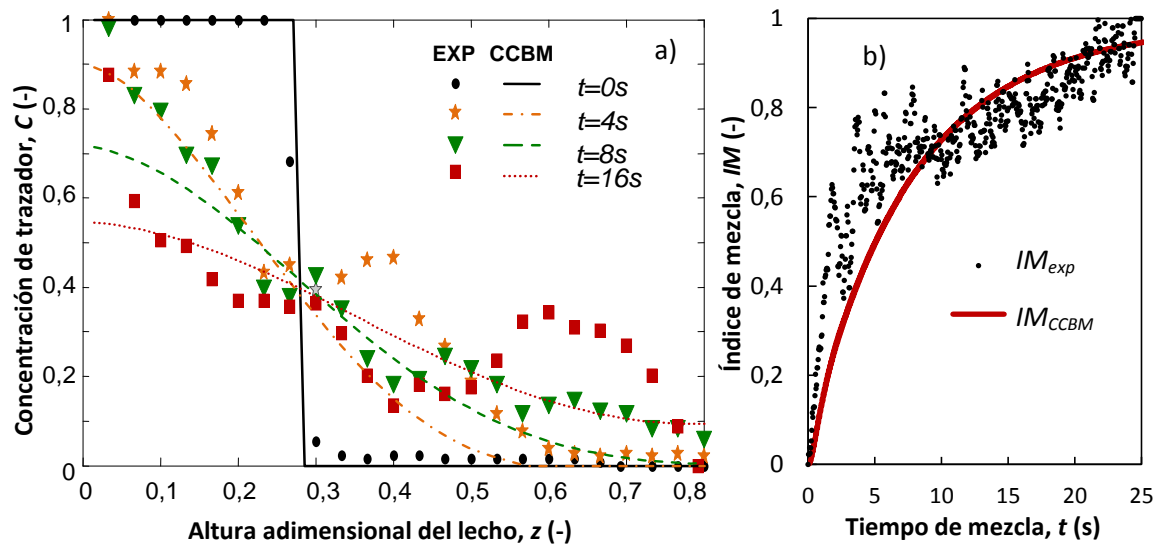 a)
EXP CCBM
t=0s
t=4s
t=8s
t=16s
Concentración de trazador, C (-)
1
0,8
0,6
0,4
0,2
0
0 0,1 0,2 0,3 0,4 0,5 0,6 0,7 0,8
Altura adimensional del lecho, z (-)
b)
IMexp
IMCCBM
Índice de mezcla, IM (-)
1
0,8
0,6
0,4
0,2
0
0 5 10 15 20 25
Tiempo de mezcla, t (s)